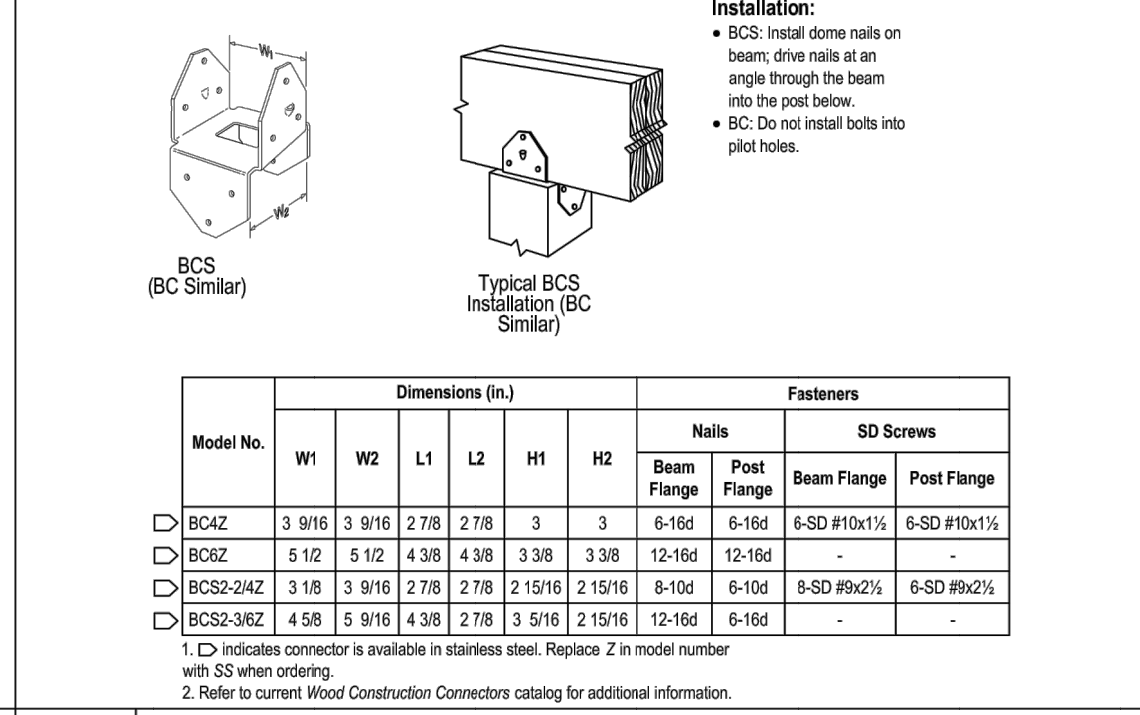 Installation:
• BCS: Install dome nails on
beam; drive nails at an
angle through the beam
into the post below.
• BC: Do not install bolts into
pilot holes.
W1
W2
BCS
(BC Similar)
Typical BCS
Installation (BC
Similar)
Model No. Dimensions (in.) Fasteners
W1 W2 L1 L2 H1 H2 Nails SD Screws
Beam Flange Post Flange Beam Flange Post Flange
BC4Z 3 9/16 3 9/16 2 7/8 2 7/8 3 3 6-16d 6-16d 6-SD #10x1½ 6-SD #10x1½
BC6Z 5 1/2 5 1/2 4 3/8 4 3/8 3 3/8 3 3/8 12-16d 12-16d - -
BCS2-2/4Z 3 1/8 3 9/16 2 7/8 2 7/8 2 15/16 2 15/16 8-10d 6-10d 8-SD #9x2½ 6-SD #9x2½
BCS2-3/6Z 4 5/8 5 9/16 4 3/8 2 7/8 3 5/16 2 15/16 12-16d 6-16d - -
1. indicates connector is available in stainless steel. Replace Z in model number
with SS when ordering.
2. Refer to current Wood Construction Connectors catalog for additional information.